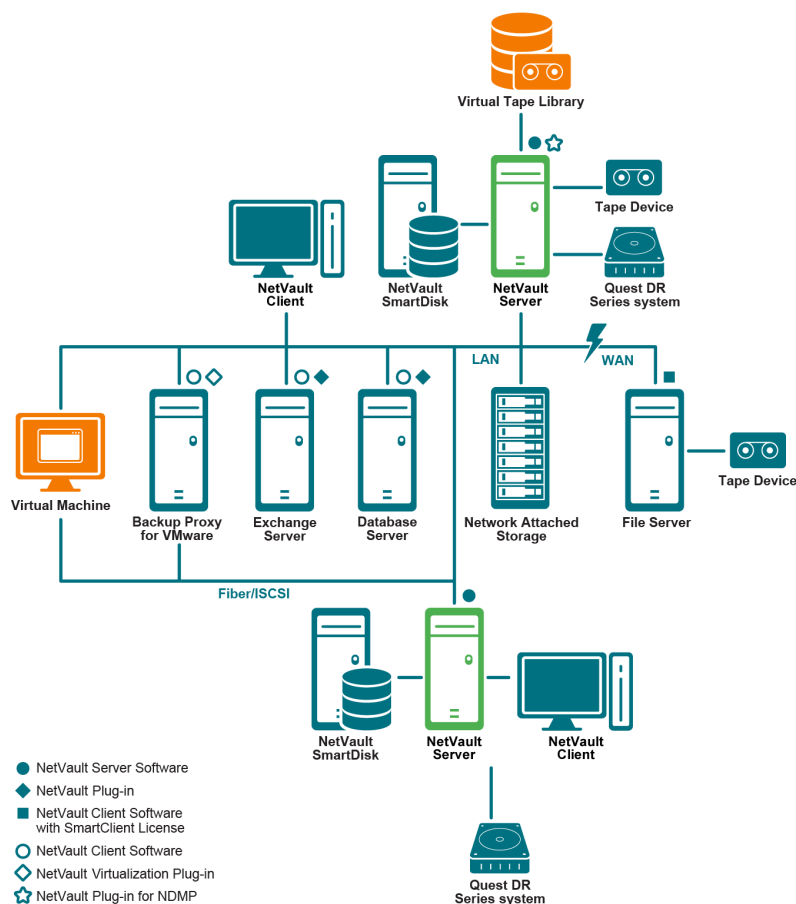 Virtual Tape Library
Tape Device
NetVault
Client
NetVault
SmartDisk
NetVault
Server
Quest DR
Series system
LAN
WAN
Virtual Machine
Backup Proxy
for VMware
Exchange
Server
Database
Server
Network Attached
Storage
File Server
Tape Device
Fiber/ISCSI
NetVault
SmartDisk
NetVault
Server
NetVault
Client
NetVault Server Software
NetVault Plug-in
NetVault Client Software
with SmartClient License
NetVault Client Software
NetVault Virtualization Plug-in
NetVault Plug-in for NDMP
Quest DR
Series system